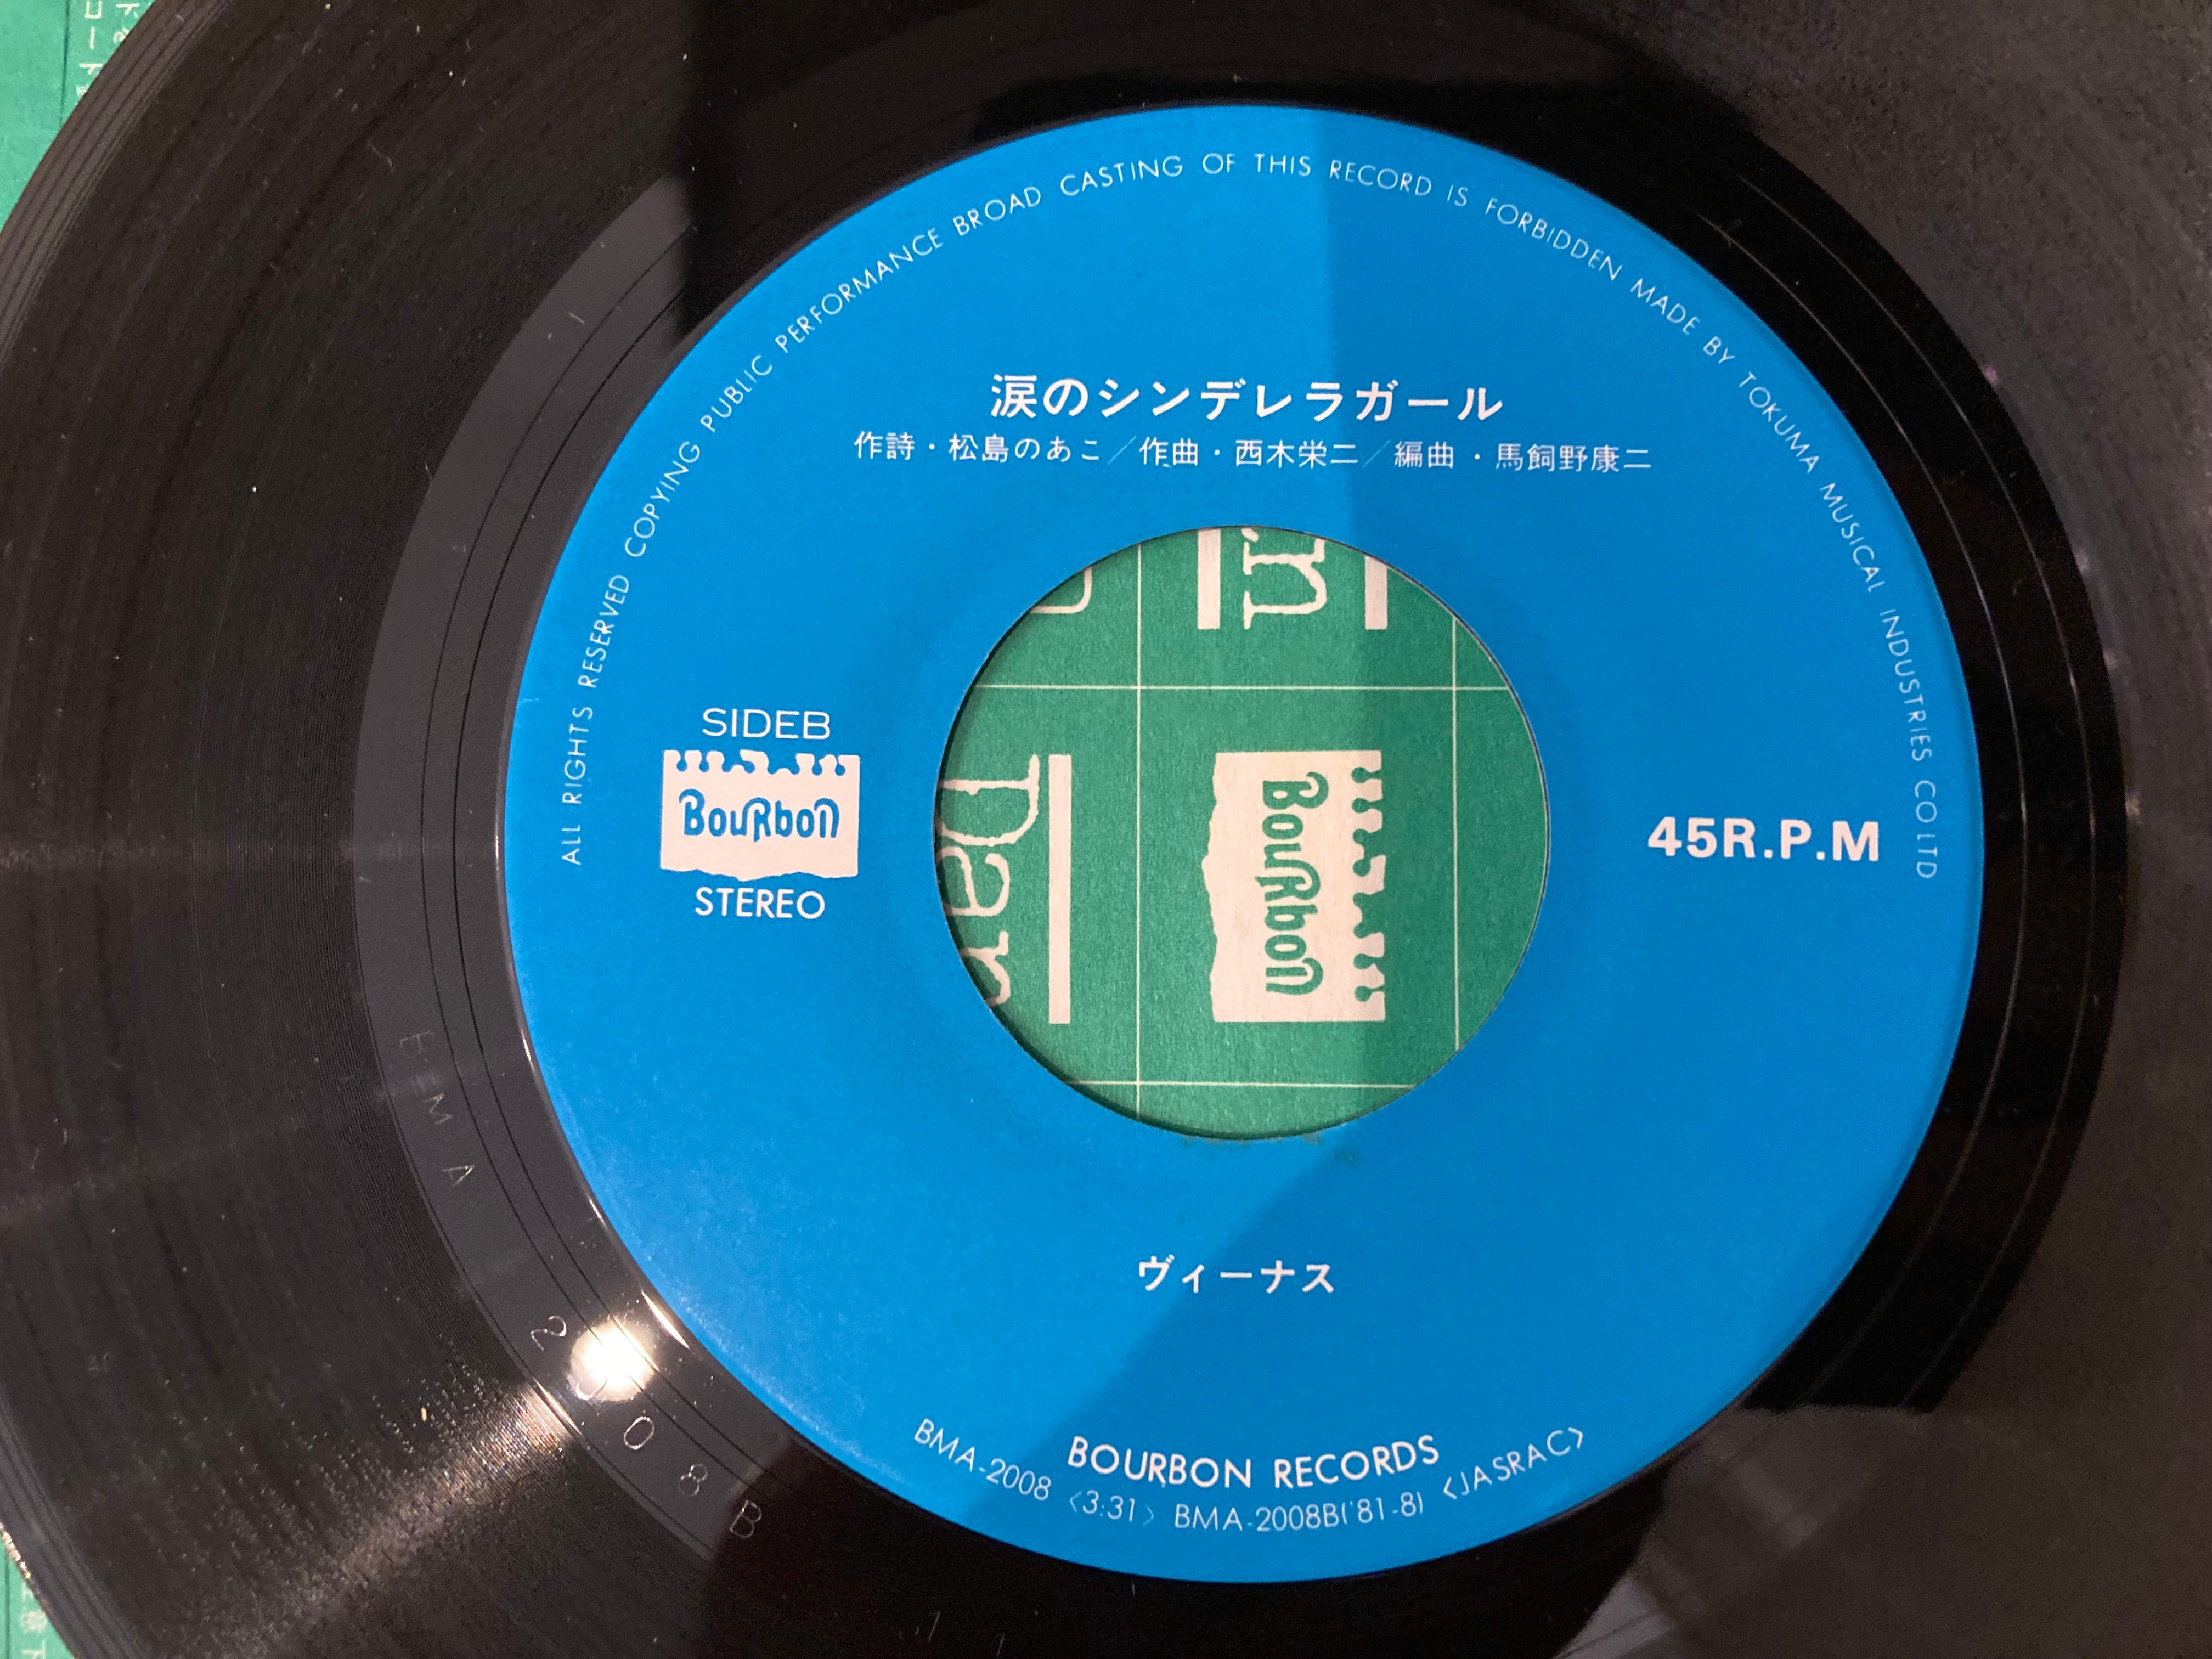 ALL RIGHTS RESERVED COPYING PUBLIC PERFORMANCE BROAD CASTING OF THIS RECORD IS FORBIDDEN MADE BY TOKUMA MUSICAL INDUSTRIES CO LTD
涙のシンデレラガール
作詩・松島のあこ／作曲・西木栄二／編曲・馬飼野康二
SIDEB
BouRbon
STEREO
BouRbon
45R.P.M
ヴィーナス
BOURBON RECORDS
BMA-2008 〈3:31〉 BMA-2008B('81-8) 〈JASRAC〉